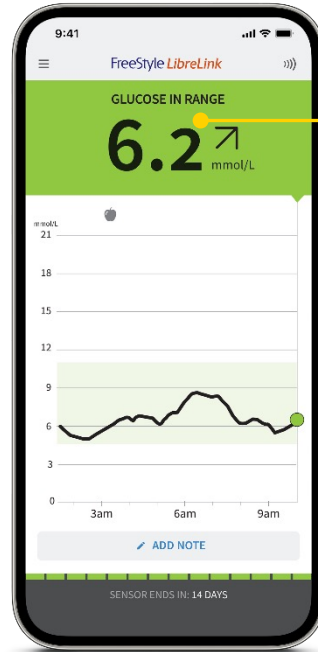 9:41
FreeStyle LibreLink
GLUCOSE IN RANGE
6.2
mmol/L
mmol/L
21
18
15
12
9
6
3
0
3am 6am 9am
ADD NOTE
SENSOR ENDS IN: 14 DAYS